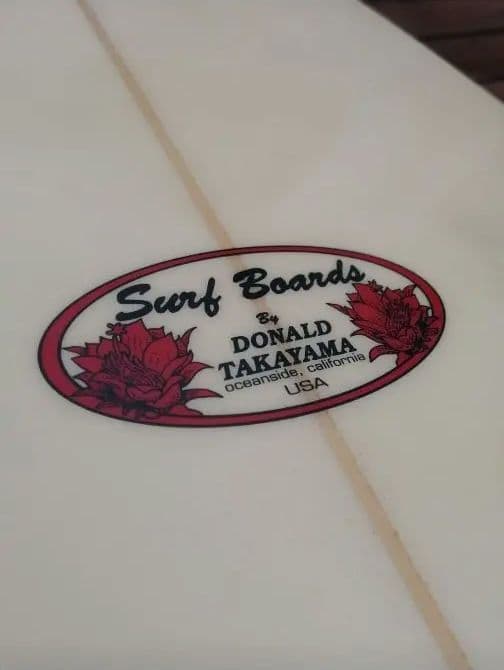 Surf Boards
By
DONALD
TAKAYAMA
oceanside, california
USA